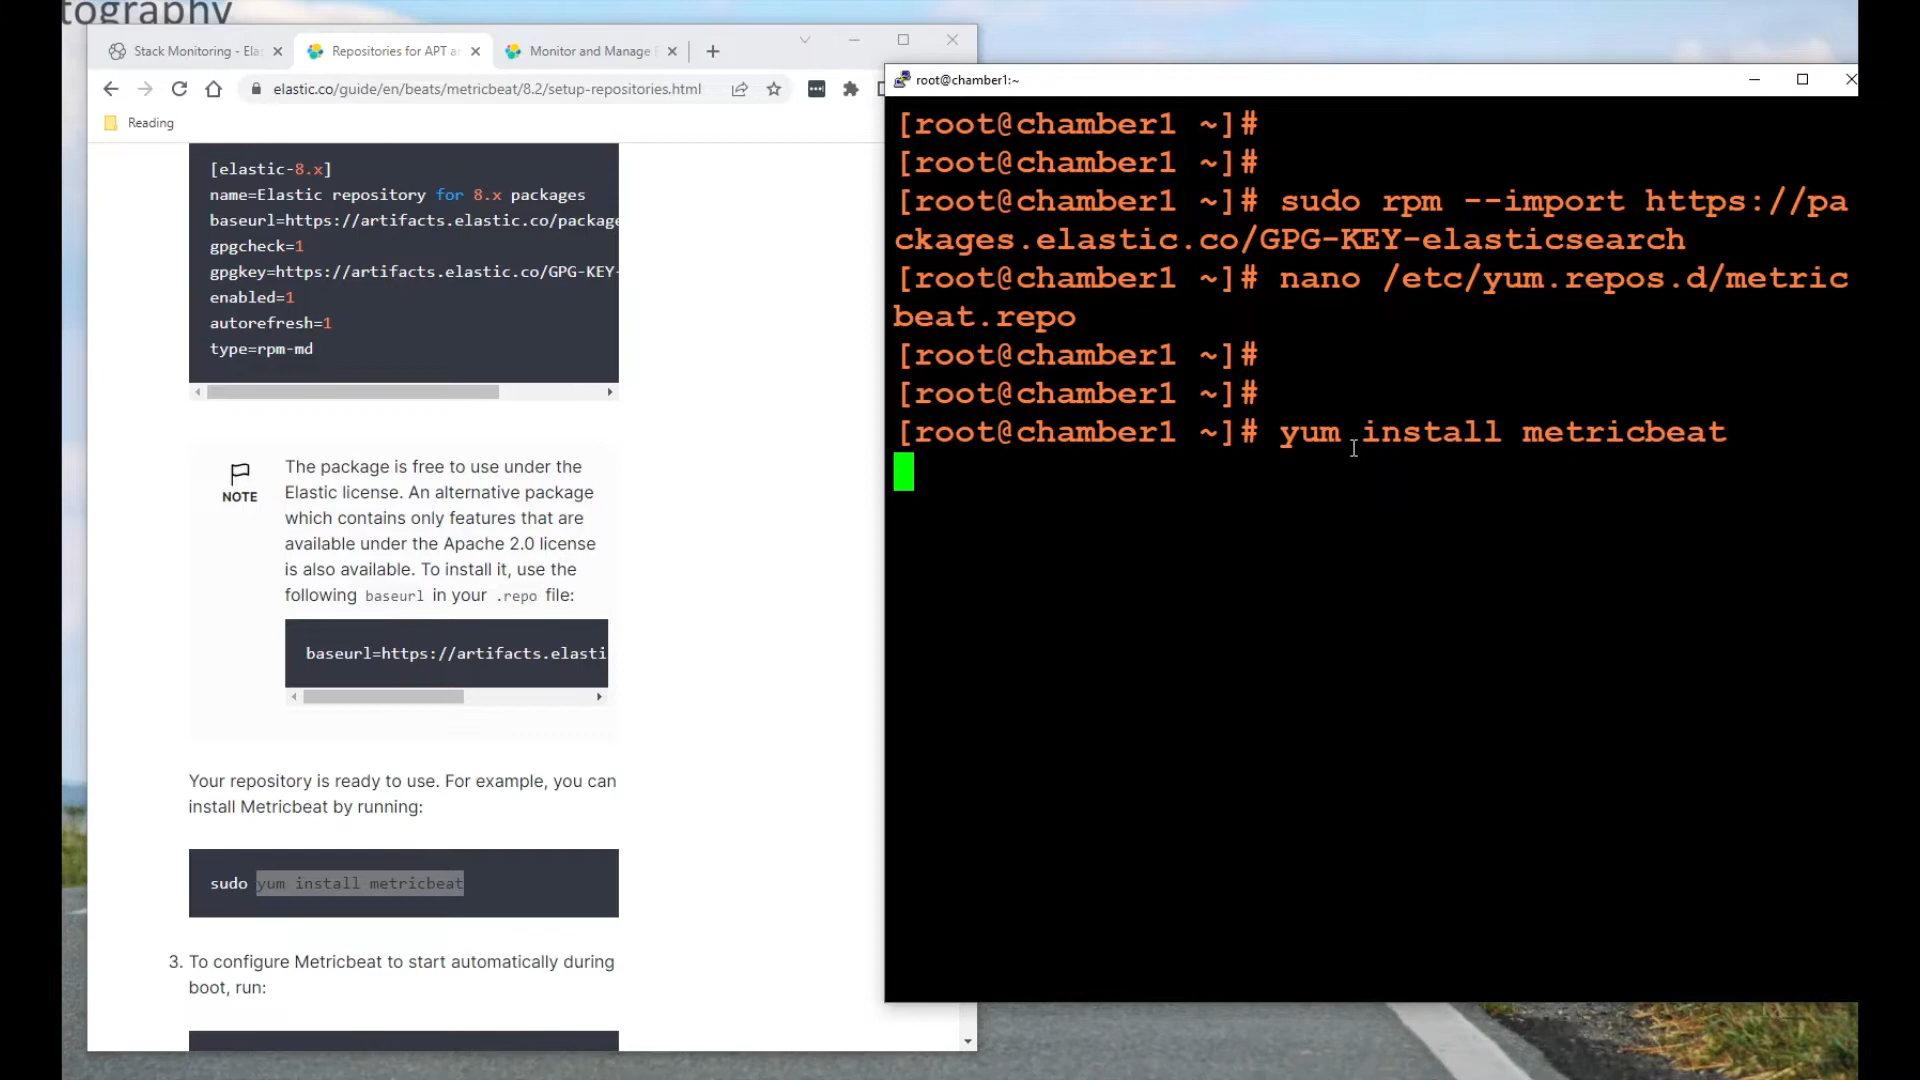 tography
Stack Monitoring - Ela
Repositories for APT a
Monitor and Manage
elastic.co/guide/en/beats/metricbeat/8.2/setup-repositories.html
Reading
[elastic-8.x]
name=Elastic repository for 8.x packages
baseurl=https://artifacts.elastic.co/package
gpgcheck=1
gpgkey=https://artifacts.elastic.co/GPG-KEY-
enabled=1
autorefresh=1
type=rpm-md
NOTE
The package is free to use under the
Elastic license. An alternative package
which contains only features that are
available under the Apache 2.0 license
is also available. To install it, use the
following baseurl in your .repo file:
baseurl=https://artifacts.elasti
Your repository is ready to use. For example, you can
install Metricbeat by running:
sudo yum install metricbeat
3. To configure Metricbeat to start automatically during
boot, run:
root@chamber1:~
[root@chamber1 ~]#
[root@chamber1 ~]#
[root@chamber1 ~]# sudo rpm --import https://pa
ckages.elastic.co/GPG-KEY-elasticsearch
[root@chamber1 ~]# nano /etc/yum.repos.d/metric
beat.repo
[root@chamber1 ~]#
[root@chamber1 ~]#
[root@chamber1 ~]# yum install metricbeat